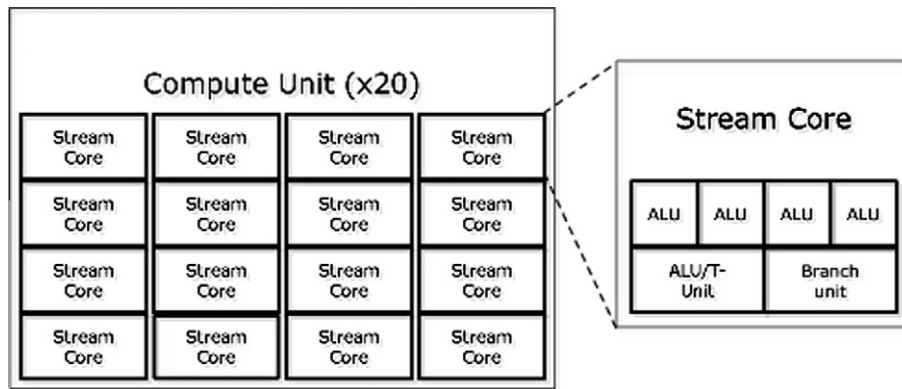 Compute Unit (x20)
Stream Stream Stream Stream
Core Core Core Core
Stream Stream Stream Stream
Core Core Core Core
Stream Stream Stream Stream
Core Core Core Core
Stream Stream Stream Stream
Core Core Core Core
Stream Core
ALU ALU ALU ALU
ALU/T- Branch
Unit unit